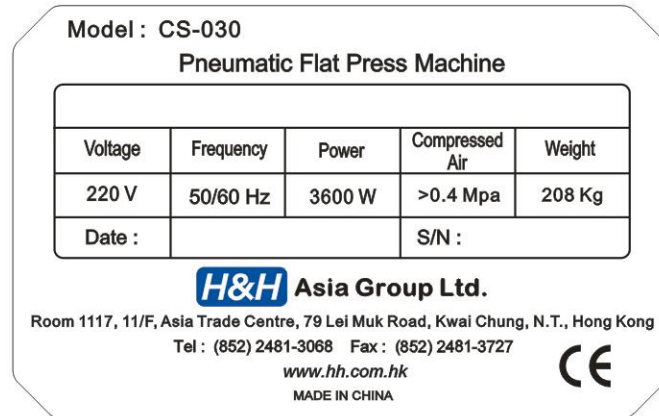 Model : CS-030
Pneumatic Flat Press Machine
Voltage Frequency Power Compressed Air Weight
220 V 50/60 Hz 3600 W >0.4 Mpa 208 Kg
Date : S/N :
H&H Asia Group Ltd.
Room 1117, 11/F, Asia Trade Centre, 79 Lei Muk Road, Kwai Chung, N.T., Hong Kong
Tel : (852) 2481-3068 Fax : (852) 2481-3727
www.hh.com.hk
CE
MADE IN CHINA